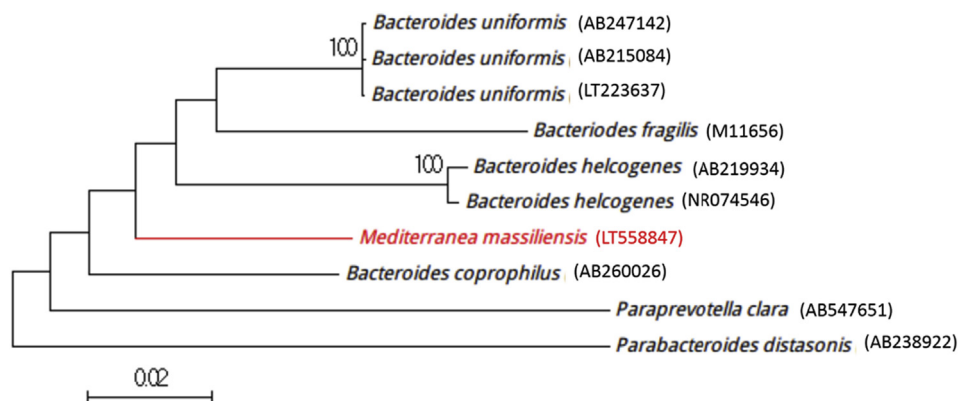 Bacteroides uniformis (AB247142)
100
Bacteroides uniformis (AB215084)
Bacteroides uniformis (LT223637)
Bacteriodes fragilis (M11656)
100
Bacteroides helcogenes (AB219934)
Bacteroides helcogenes (NR074546)
Mediterranea massiliensis (LT558847)
Bacteroides coprophilus (AB260026)
Paraprevotella clara (AB547651)
Parabacteroides distasonis (AB238922)
0.02